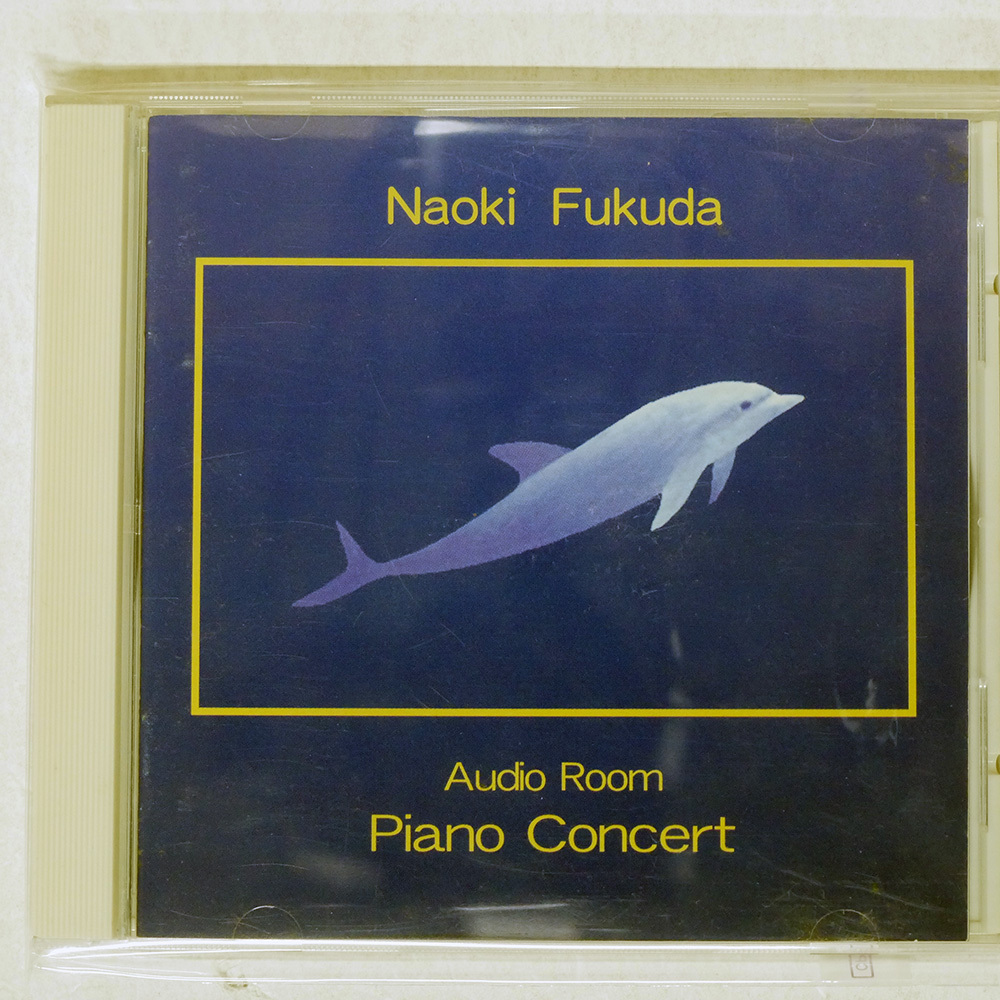 Naoki Fukuda
Audio Room
Piano Concert